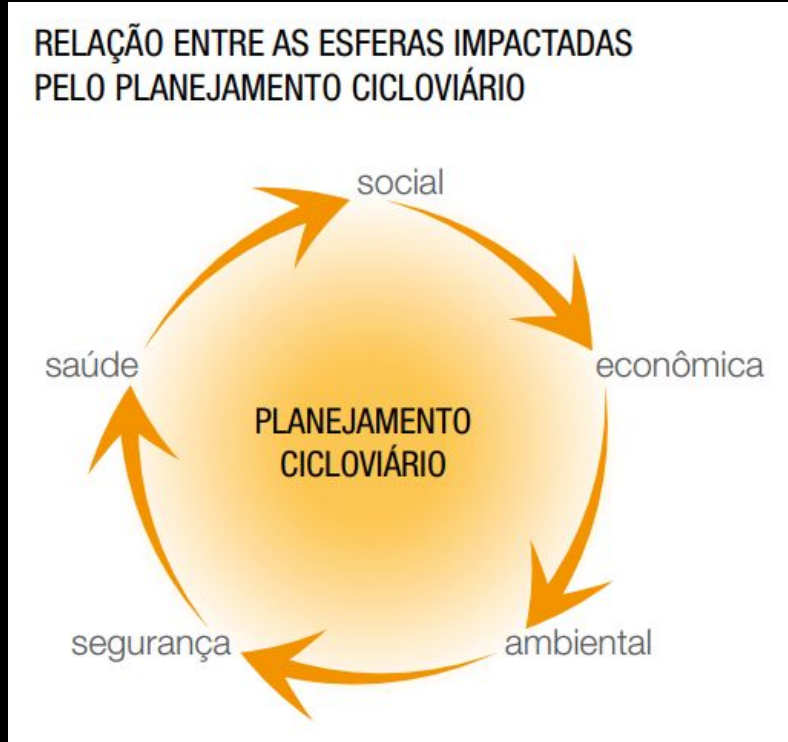 RELAÇÃO ENTRE AS ESFERAS IMPACTADAS
PELO PLANEJAMENTO CICLOVIÁRIO
social
econômica
ambiental
segurança
saúde
PLANEJAMENTO
CICLOVIÁRIO